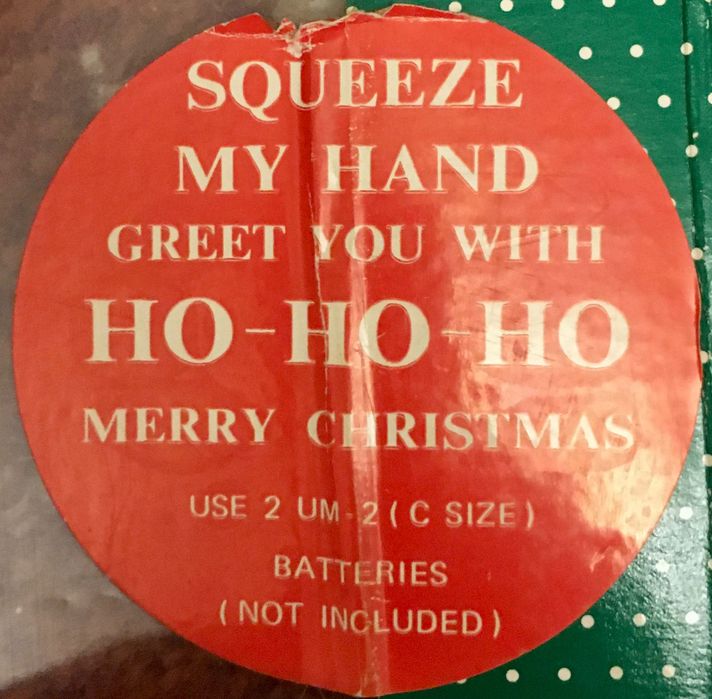 SQUEEZE
MY HAND
GREET YOU WITH
HO-HO-HO
MERRY CHRISTMAS
USE 2 UM-2 (C SIZE)
BATTERIES
(NOT INCLUDED)